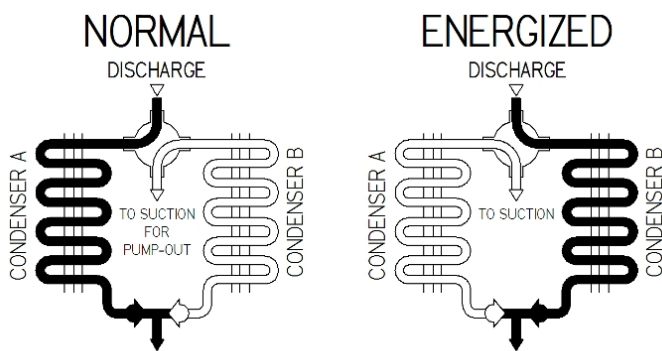 NORMAL
DISCHARGE
CONDENSER A
TO SUCTION
FOR
PUMP-OUT
CONDENSER B
ENERGIZED
DISCHARGE
CONDENSER A
TO SUCTION
CONDENSER B